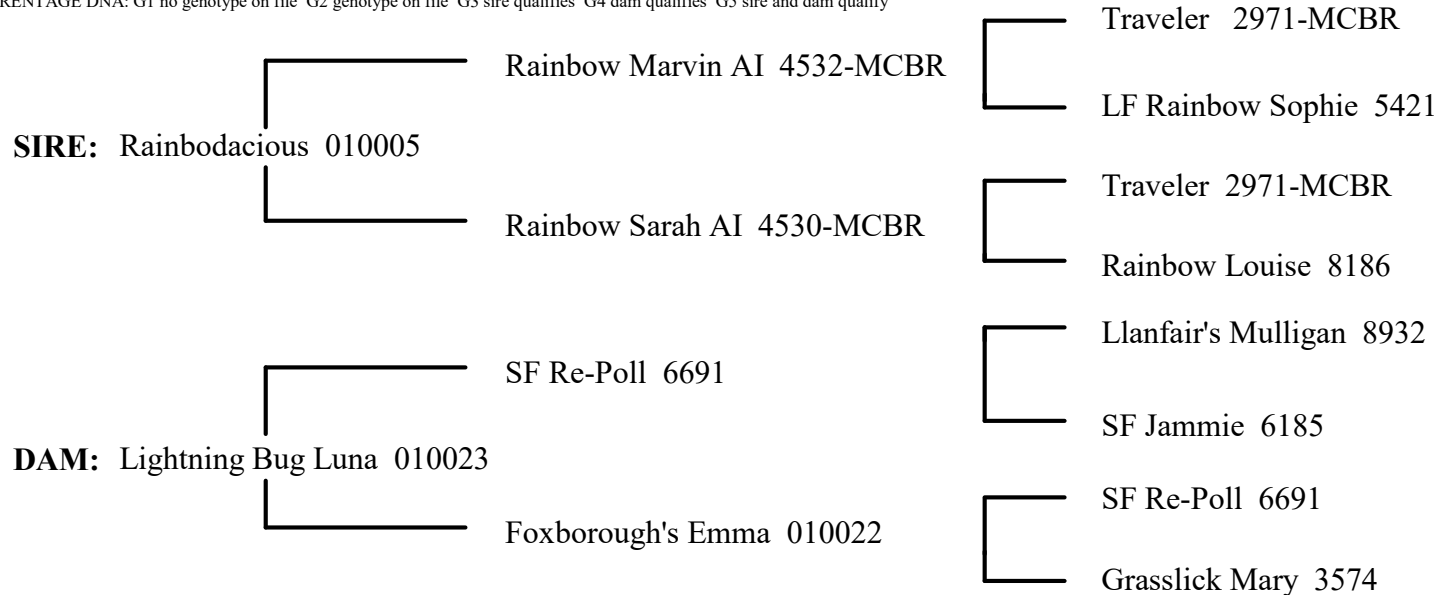 RENTAGE DNA: G1 no genotype on file G2 genotype on file G3 sire qualifies G4 dam qualifies G5 sire and dam qualify
Traveler 2971-MCBR
Rainbow Marvin AI 4532-MCBR
LF Rainbow Sophie 5421
SIRE: Rainbodacious 010005
Traveler 2971-MCBR
Rainbow Sarah AI 4530-MCBR
Rainbow Louise 8186
Llanfair's Mulligan 8932
SF Re-Poll 6691
SF Jammie 6185
DAM: Lightning Bug Luna 010023
SF Re-Poll 6691
Foxborough's Emma 010022
Grasslick Mary 3574